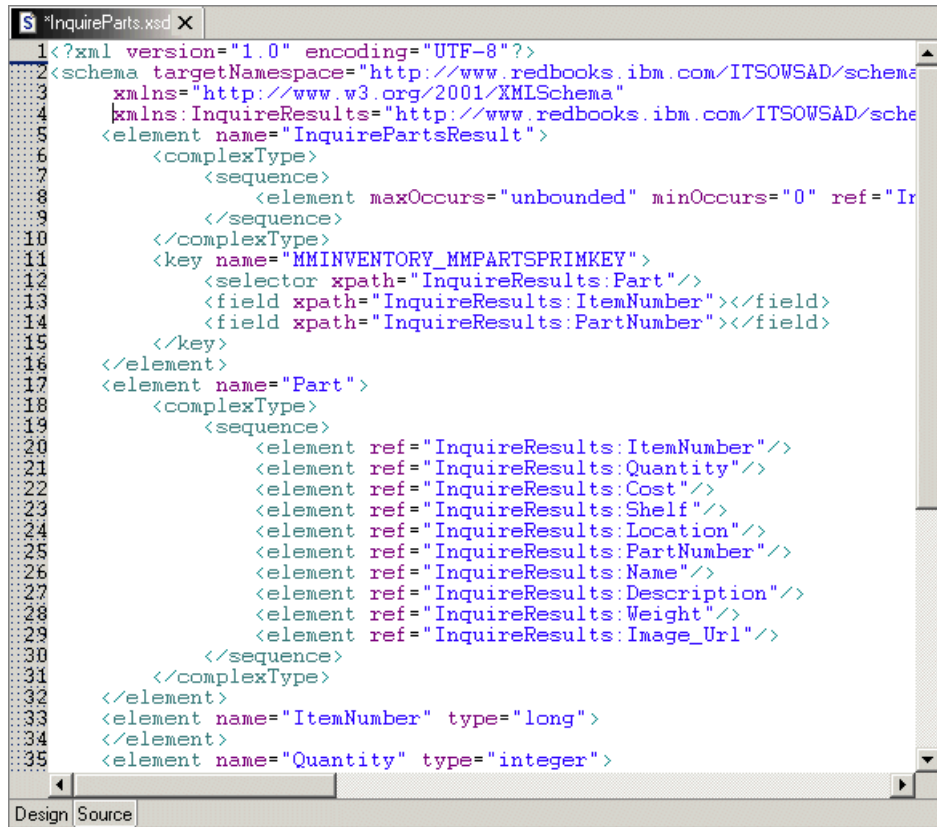 *InquireParts.xsd
1<?xml version="1.0" encoding="UTF-8"?>
2<schema targetNamespace="http://www.redbooks.ibm.com/ITSOWSAD/schema
3 xmlns="http://www.w3.org/2001/XMLSchema"
4 xmlns:InquireResults="http://www.redbooks.ibm.com/ITSOWSAD/sche
5 <element name="InquirePartsResult">
6 <complexType>
7 <sequence>
8 <element maxOccurs="unbounded" minOccurs="0" ref="In
9 </sequence>
10 </complexType>
11 <key name="MMINVENTORY_MMPARTSPRIMKEY">
12 <selector xpath="InquireResults:Part"/>
13 <field xpath="InquireResults:ItemNumber"></field>
14 <field xpath="InquireResults:PartNumber"></field>
15 </key>
16 </element>
17 <element name="Part">
18 <complexType>
19 <sequence>
20 <element ref="InquireResults:ItemNumber"/>
21 <element ref="InquireResults:Quantity"/>
22 <element ref="InquireResults:Cost"/>
23 <element ref="InquireResults:Shelf"/>
24 <element ref="InquireResults:Location"/>
25 <element ref="InquireResults:PartNumber"/>
26 <element ref="InquireResults:Name"/>
27 <element ref="InquireResults:Description"/>
28 <element ref="InquireResults:Weight"/>
29 <element ref="InquireResults:Image_Url"/>
30 </sequence>
31 </complexType>
32 </element>
33 <element name="ItemNumber" type="long">
34 </element>
35 <element name="Quantity" type="integer">
Design Source